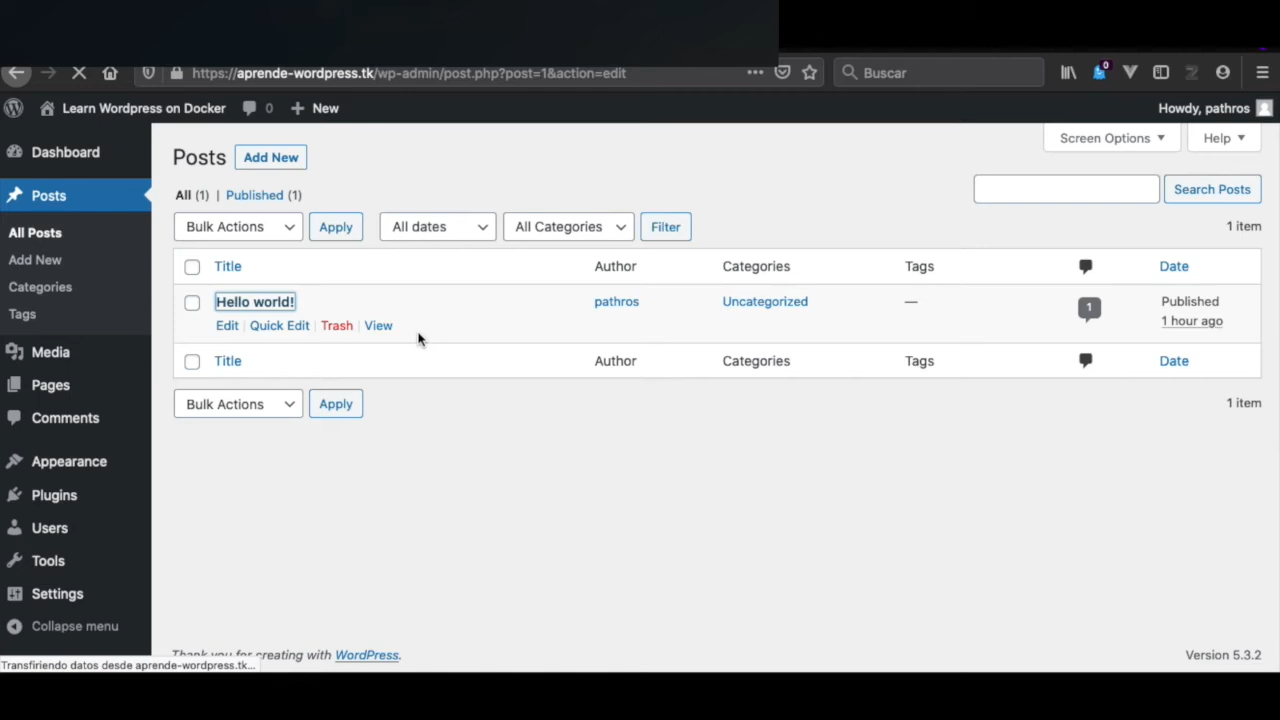 https://aprende-wordpress.tk/wp-admin/post.php?post=1&action=edit
Buscar
0
Learn Wordpress on Docker
0
New
Howdy, pathros
Dashboard
Posts
All Posts
Add New
Categories
Tags
Media
Pages
Comments
Appearance
Plugins
Users
Tools
Settings
Collapse menu
Screen Options
Help
Posts
Add New
All (1) | Published (1)
Search Posts
Bulk Actions
Apply
All dates
All Categories
Filter
1 item
Title
Author
Categories
Tags
Date
Hello world!
pathros
Uncategorized
—
1
Published
1 hour ago
Edit | Quick Edit | Trash | View
Title
Author
Categories
Tags
Date
Bulk Actions
Apply
1 item
Thank you for creating with WordPress.
Version 5.3.2
Transfiriendo datos desde aprende-wordpress.tk...